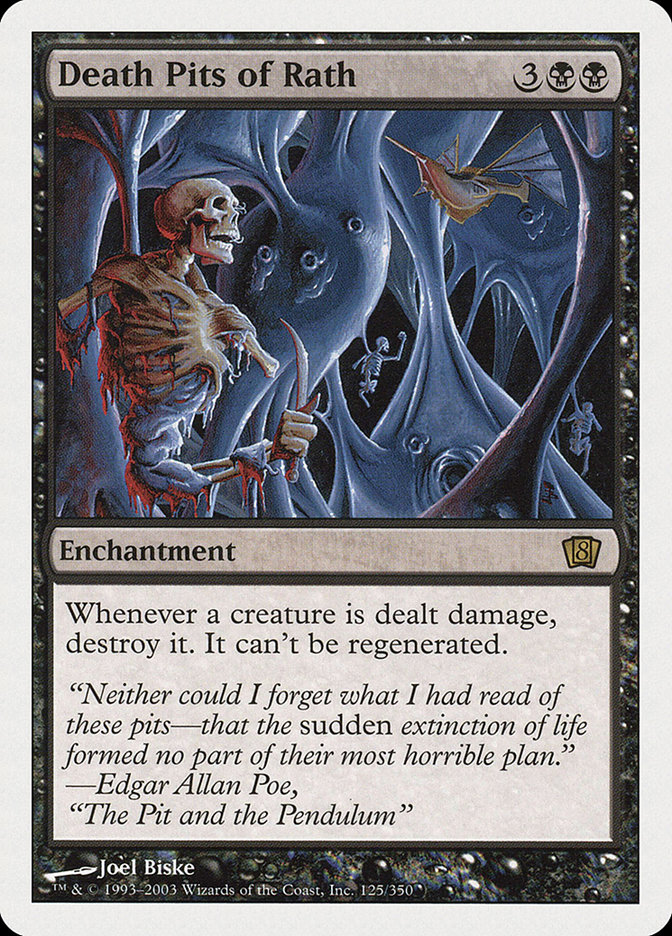 Death Pits of Rath 3
Enchantment 8
Whenever a creature is dealt damage,
destroy it. It can't be regenerated.
"Neither could I forget what I had read of
these pits—that the sudden extinction of life
formed no part of their most horrible plan."
—Edgar Allan Poe,
"The Pit and the Pendulum"
Joel Biske
™ & © 1993–2003 Wizards of the Coast, Inc. 125/350